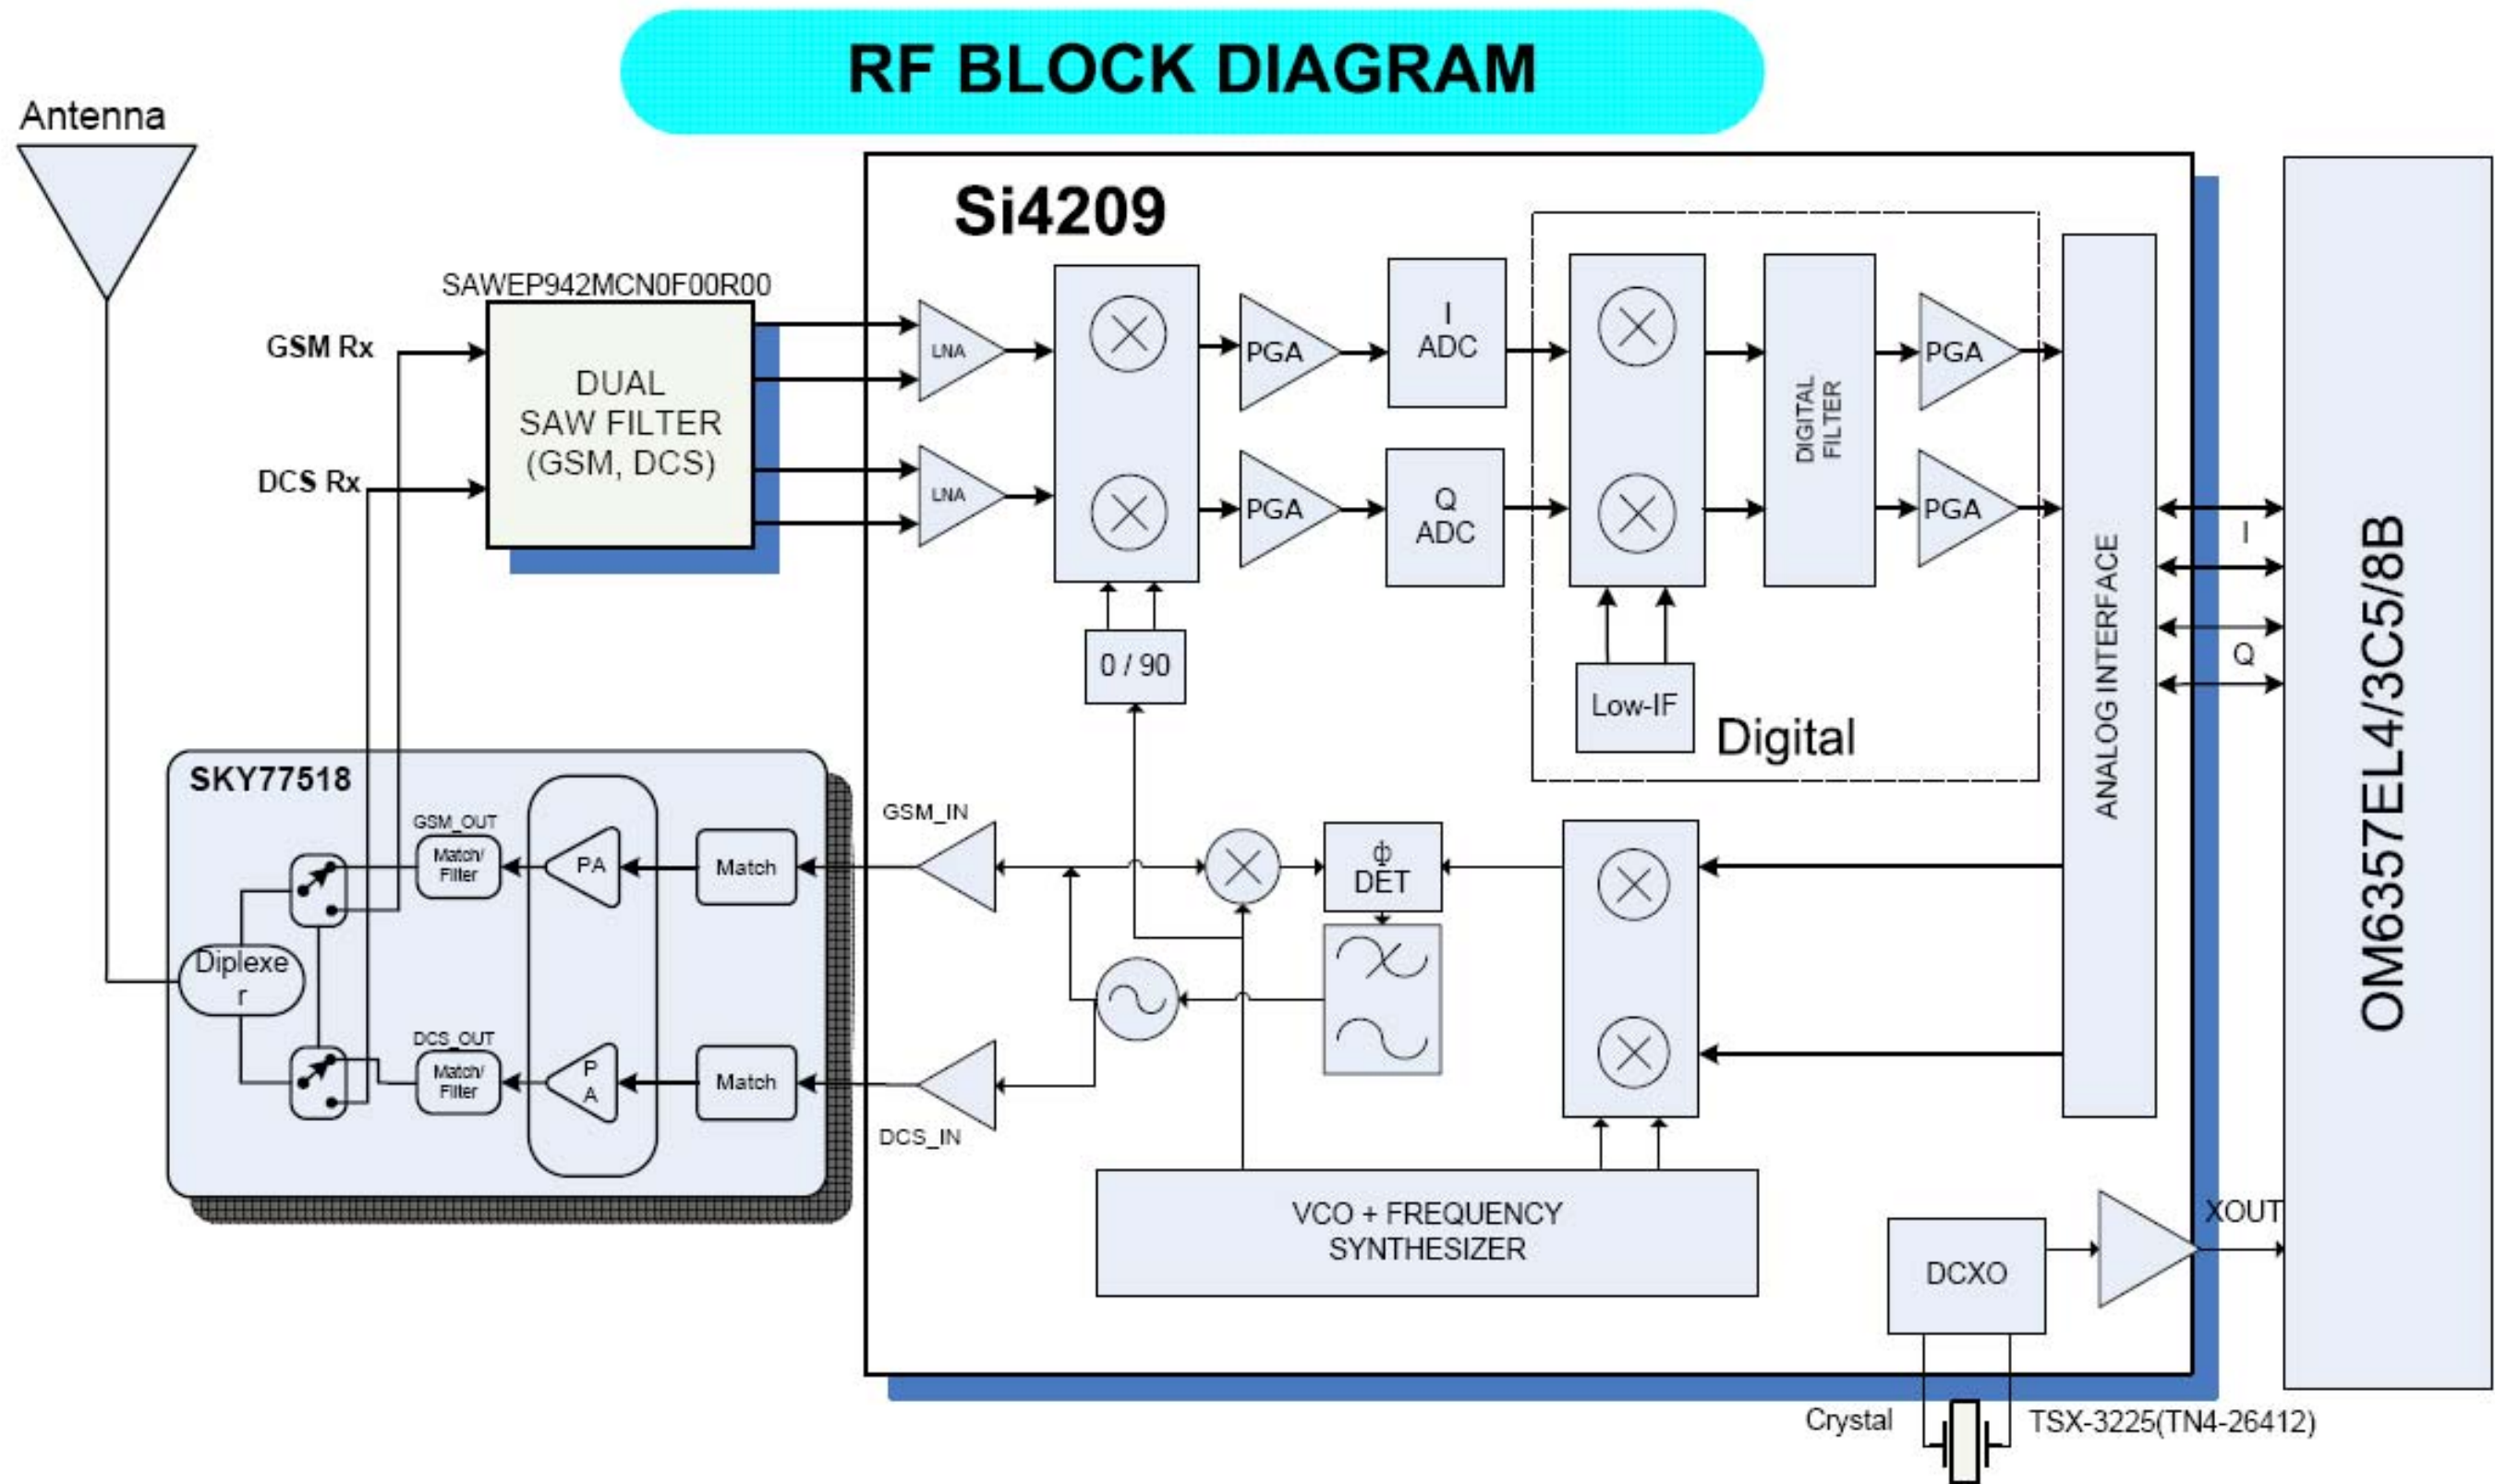 RF BLOCK DIAGRAM
Antenna
Si4209
SAWEP942MCN0F00R00
GSM Rx
DCS Rx
DUAL
SAW FILTER
(GSM, DCS)
LNA
LNA
PGA
PGA
I
ADC
Q
ADC
DIGITAL
FILTER
PGA
PGA
0 / 90
Low-IF
Digital
ANALOG INTERFACE
I
Q
OM6357EL4/3C5/8B
SKY77518
GSM_OUT
Match/
Filter
PA
Match
GSM_IN
ф
DET
Diplexe
r
DCS_OUT
Match/
Filter
P
A
Match
DCS_IN
VCO + FREQUENCY
SYNTHESIZER
DCXO
XOUT
Crystal
TSX-3225(TN4-26412)